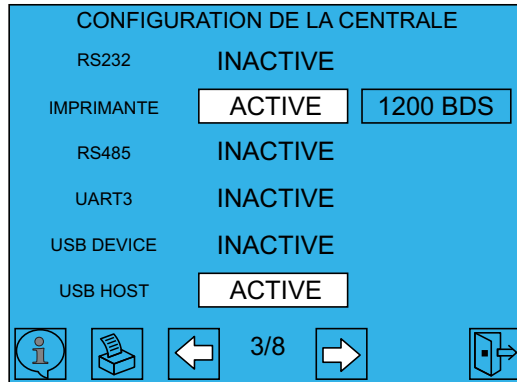 CONFIGURATION DE LA CENTRALE
RS232 INACTIVE
IMPRIMANTE ACTIVE 1200 BDS
RS485 INACTIVE
UART3 INACTIVE
USB DEVICE INACTIVE
USB HOST ACTIVE
i 3/8